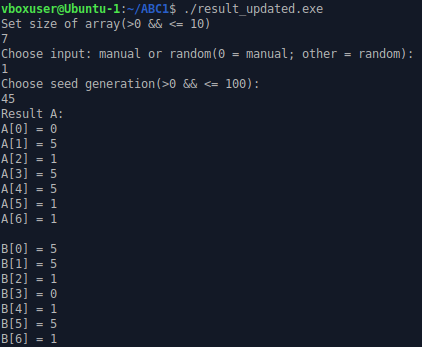 vboxuser@Ubuntu-1:~/ABC1$ ./result_updated.exe
Set size of array(>0 && <= 10)
7
Choose input: manual or random(0 = manual; other = random):
1
Choose seed generation(>0 && <= 100):
45
Result A:
A[0] = 0
A[1] = 5
A[2] = 1
A[3] = 5
A[4] = 5
A[5] = 1
A[6] = 1
B[0] = 5
B[1] = 5
B[2] = 1
B[3] = 0
B[4] = 1
B[5] = 5
B[6] = 1